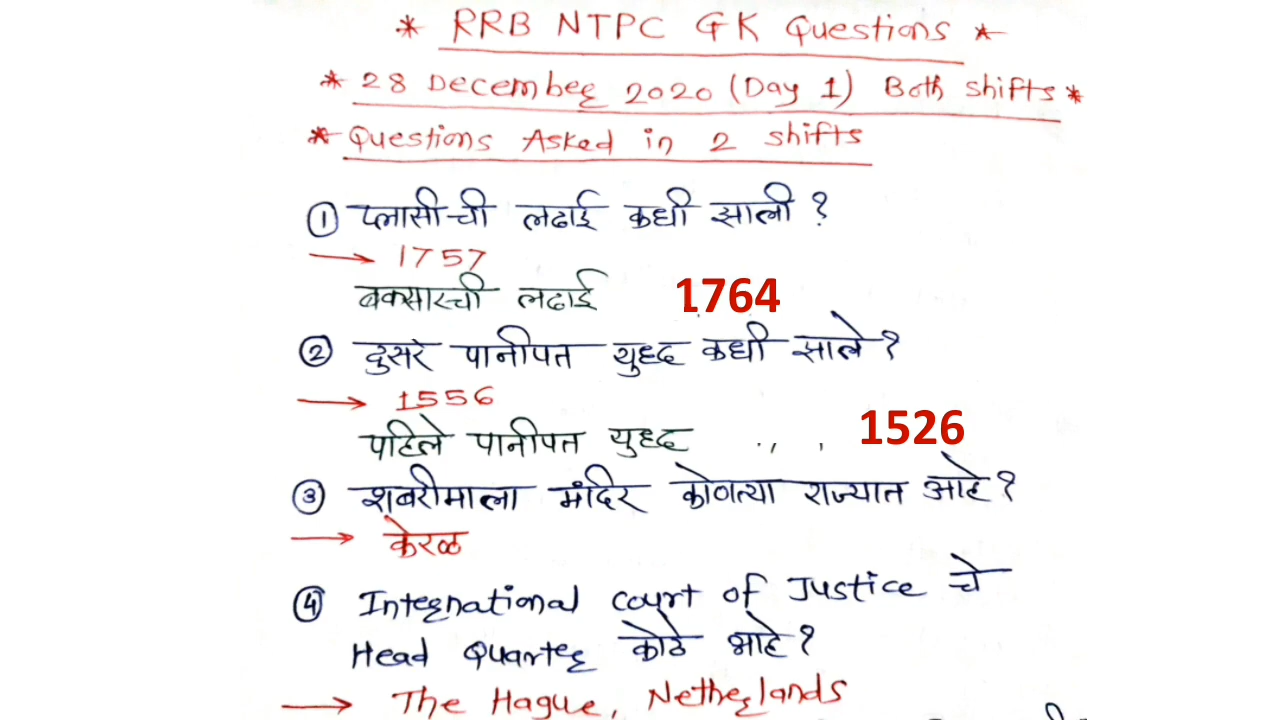 * RRB NTPC GK Questions *
* 28 December 2020 (Day 1) Both shifts *
* Questions Asked in 2 shifts
① प्लासीची लढाई कधी झाली ?
→ 1757
बक्सारची लढाई 1764
② दुसरे पानीपत युध्द कधी झाले ?
→ 1556
पहिले पानीपत युध्द 1526
③ शबरीमाला मंदिर कोणत्या राज्यात आहे ?
→ केरळ
④ International court of Justice चे
Head Quarter कोठे आहे ?
→ The Hague, Netherlands